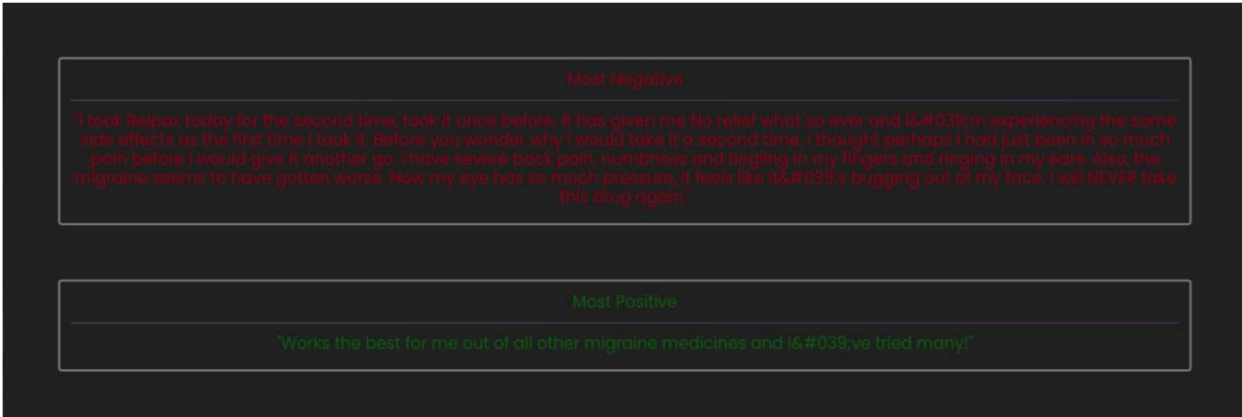 Most Negative
"I took Relpax today for the second time, took it once before. It has given me No relief what so ever and I&#039;m experiencing the same
side effects as the first time I took it. Before you wonder why I would take it a second time, I thought perhaps I had just been in so much
pain before I would give it another go. I have severe back pain, numbness and tingling in my fingers and ringing in my ears. Also, the
migraine seems to have gotten worse. Now my eye has so much pressure, it feels like it&#039;s bugging out of my face. I will NEVER take
this drug again."
Most Positive
"Works the best for me out of all other migraine medicines and I&#039;ve tried many!"